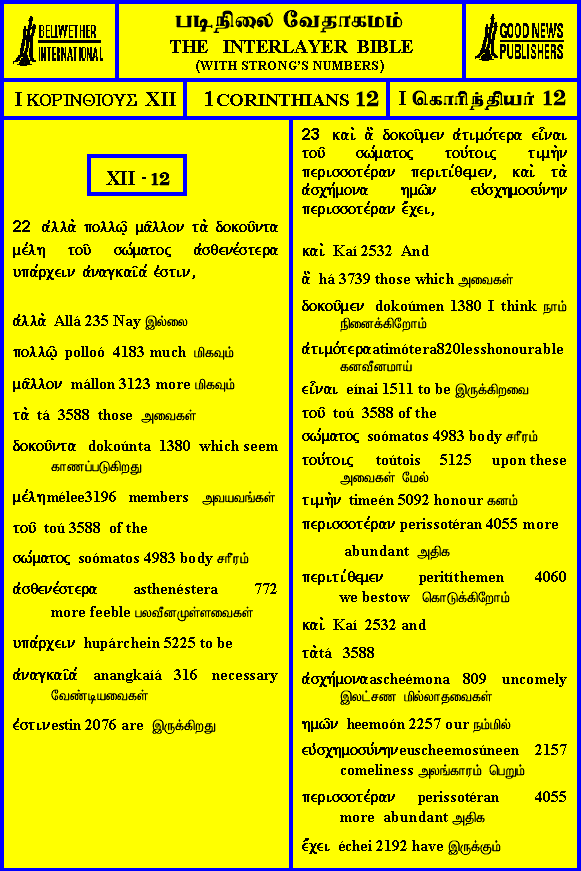 BELLWETHER
INTERNATIONAL
படிநிலை வேதாகமம்
THE INTERLAYER BIBLE
(WITH STRONG'S NUMBERS)
GOOD NEWS
PUBLISHERS
I ΚΟΡΙΝΘΙΟΥΣ XII
1 CORINTHIANS 12
I கொரிந்தியர் 12
XII - 12
22 ἀλλὰ πολλῷ μᾶλλον τὰ δοκοῦντα
μέλη τοῦ σώματος ἀσθενέστερα
υπάρχειν ἀναγκαῖά ἐστιν,
ἀλλὰ Allá 235 Nay இல்லை
πολλῷ polloó 4183 much மிகவும்
μᾶλλον mállon 3123 more மிகவும்
τὰ tá 3588 those அவைகள்
δοκοῦντα dokoúnta 1380 which seem
காணப்படுகிறது
μέλη mélee3196 members அவயவங்கள்
τοῦ toú 3588 of the
σώματος soómatos 4983 body சரீரம்
ἀσθενέστερα asthenéstera 772
more feeble பலவீனமுள்ளவைகள்
υπάρχειν hupárchein 5225 to be
ἀναγκαῖά anangkaíá 316 necessary
வேண்டியவைகள்
ἐστιν estin 2076 are இருக்கிறது
23 καὶ ἃ δοκοῦμεν ἀτιμότερα εἶναι
τοῦ σώματος τούτοις τιμὴν
περισσοτέραν περιτίθεμεν, καὶ τὰ
ἀσχήμονα ημῶν εὐσχημοσύνην
περισσοτέραν ἔχει,
καὶ Kaí 2532 And
ἃ há 3739 those which அவைகள்
δοκοῦμεν dokoúmen 1380 I think நாம்
நினைக்கிறோம்
ἀτιμότερα atimótera820lesshonourable
கனவீனமாய்
εἶναι eínai 1511 to be இருக்கிறவை
τοῦ toú 3588 of the
σώματος soómatos 4983 body சரீரம்
τούτοις toútois 5125 upon these
அவைகள் மேல்
τιμὴν timeén 5092 honour கனம்
περισσοτέραν perissotéran 4055 more
abundant அதிக
περιτίθεμεν peritíthemen 4060
we bestow கொடுக்கிறோம்
καὶ Kaí 2532 and
τὰ tá 3588
ἀσχήμονα ascheémona 809 uncomely
இலட்சண மில்லாதவைகள்
ημῶν heemoón 2257 our நம்மில்
εὐσχημοσύνην euscheemosúneen 2157
comeliness அலங்காரம் பெறும்
περισσοτέραν perissotéran 4055
more abundant அதிக
ἔχει échei 2192 have இருக்கும்